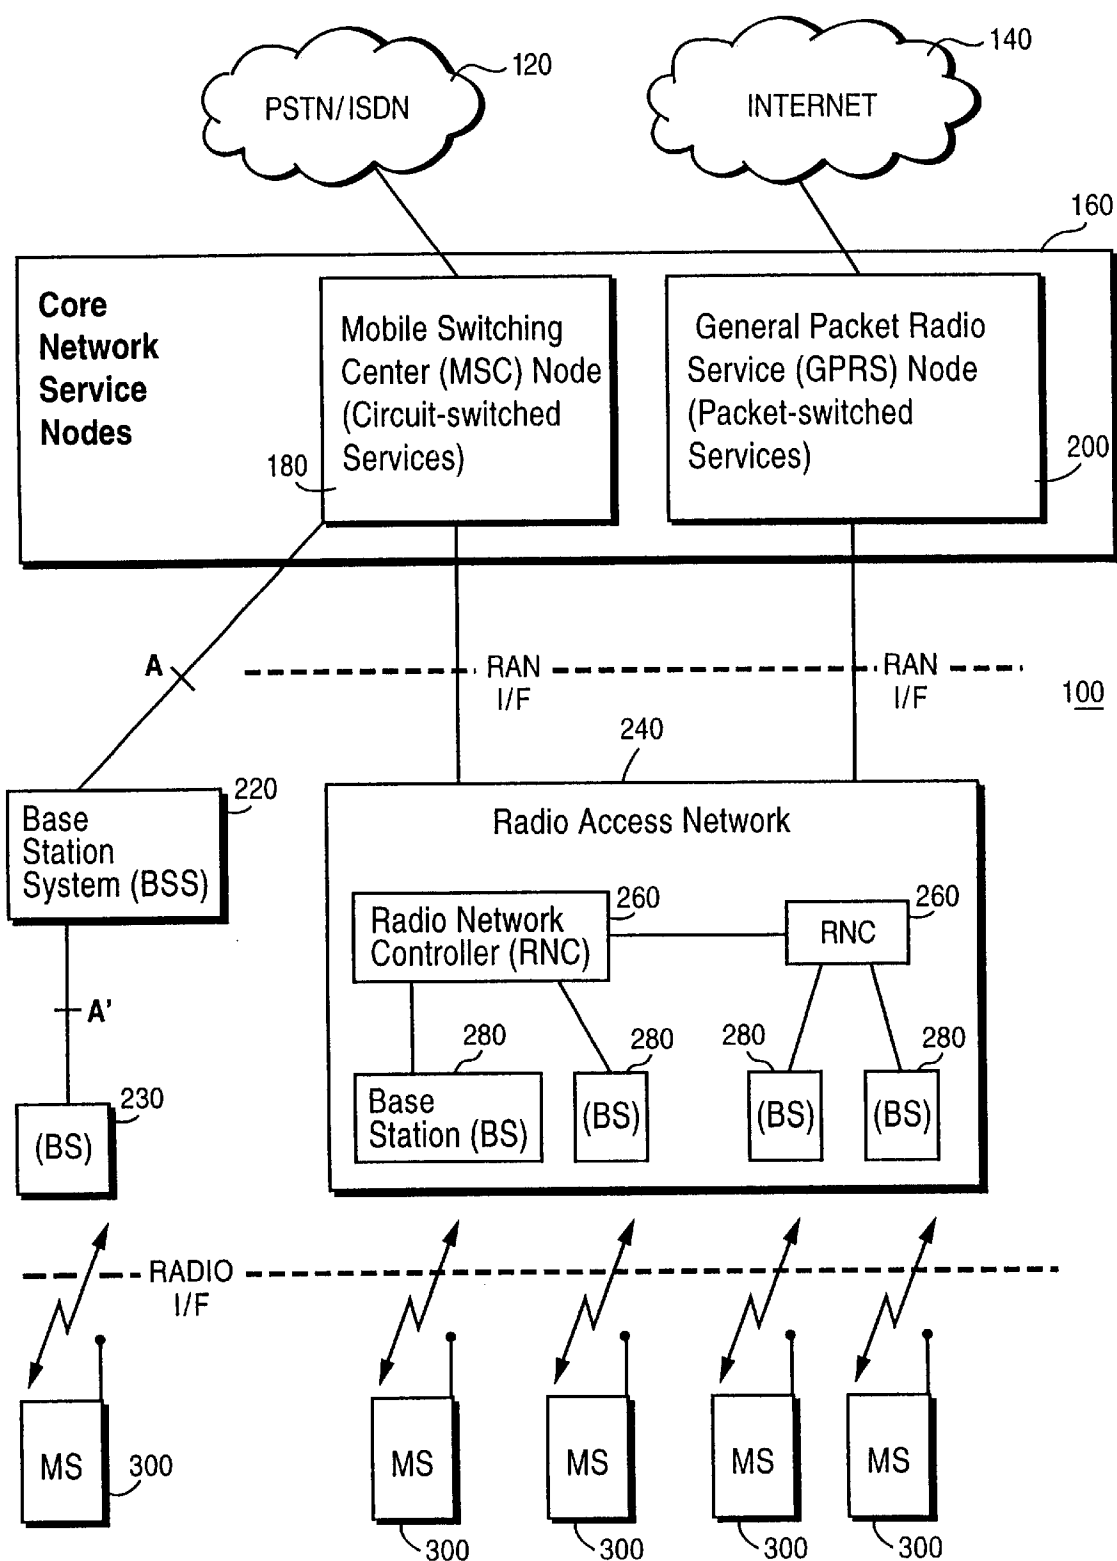 120
140
PSTN/ISDN
INTERNET
160
Core
Network
Service
Nodes
Mobile Switching
Center (MSC) Node
(Circuit-switched
Services)
180
General Packet Radio
Service (GPRS) Node
(Packet-switched
Services)
200
A
RAN
I/F
RAN
I/F
100
240
220
Base
Station
System (BSS)
Radio Access Network
260
Radio Network
Controller (RNC)
260
RNC
A'
280
280
280
280
230
(BS)
Base
Station (BS)
(BS)
(BS)
(BS)
RADIO
I/F
MS
300
MS
300
MS
300
MS
300
MS
300